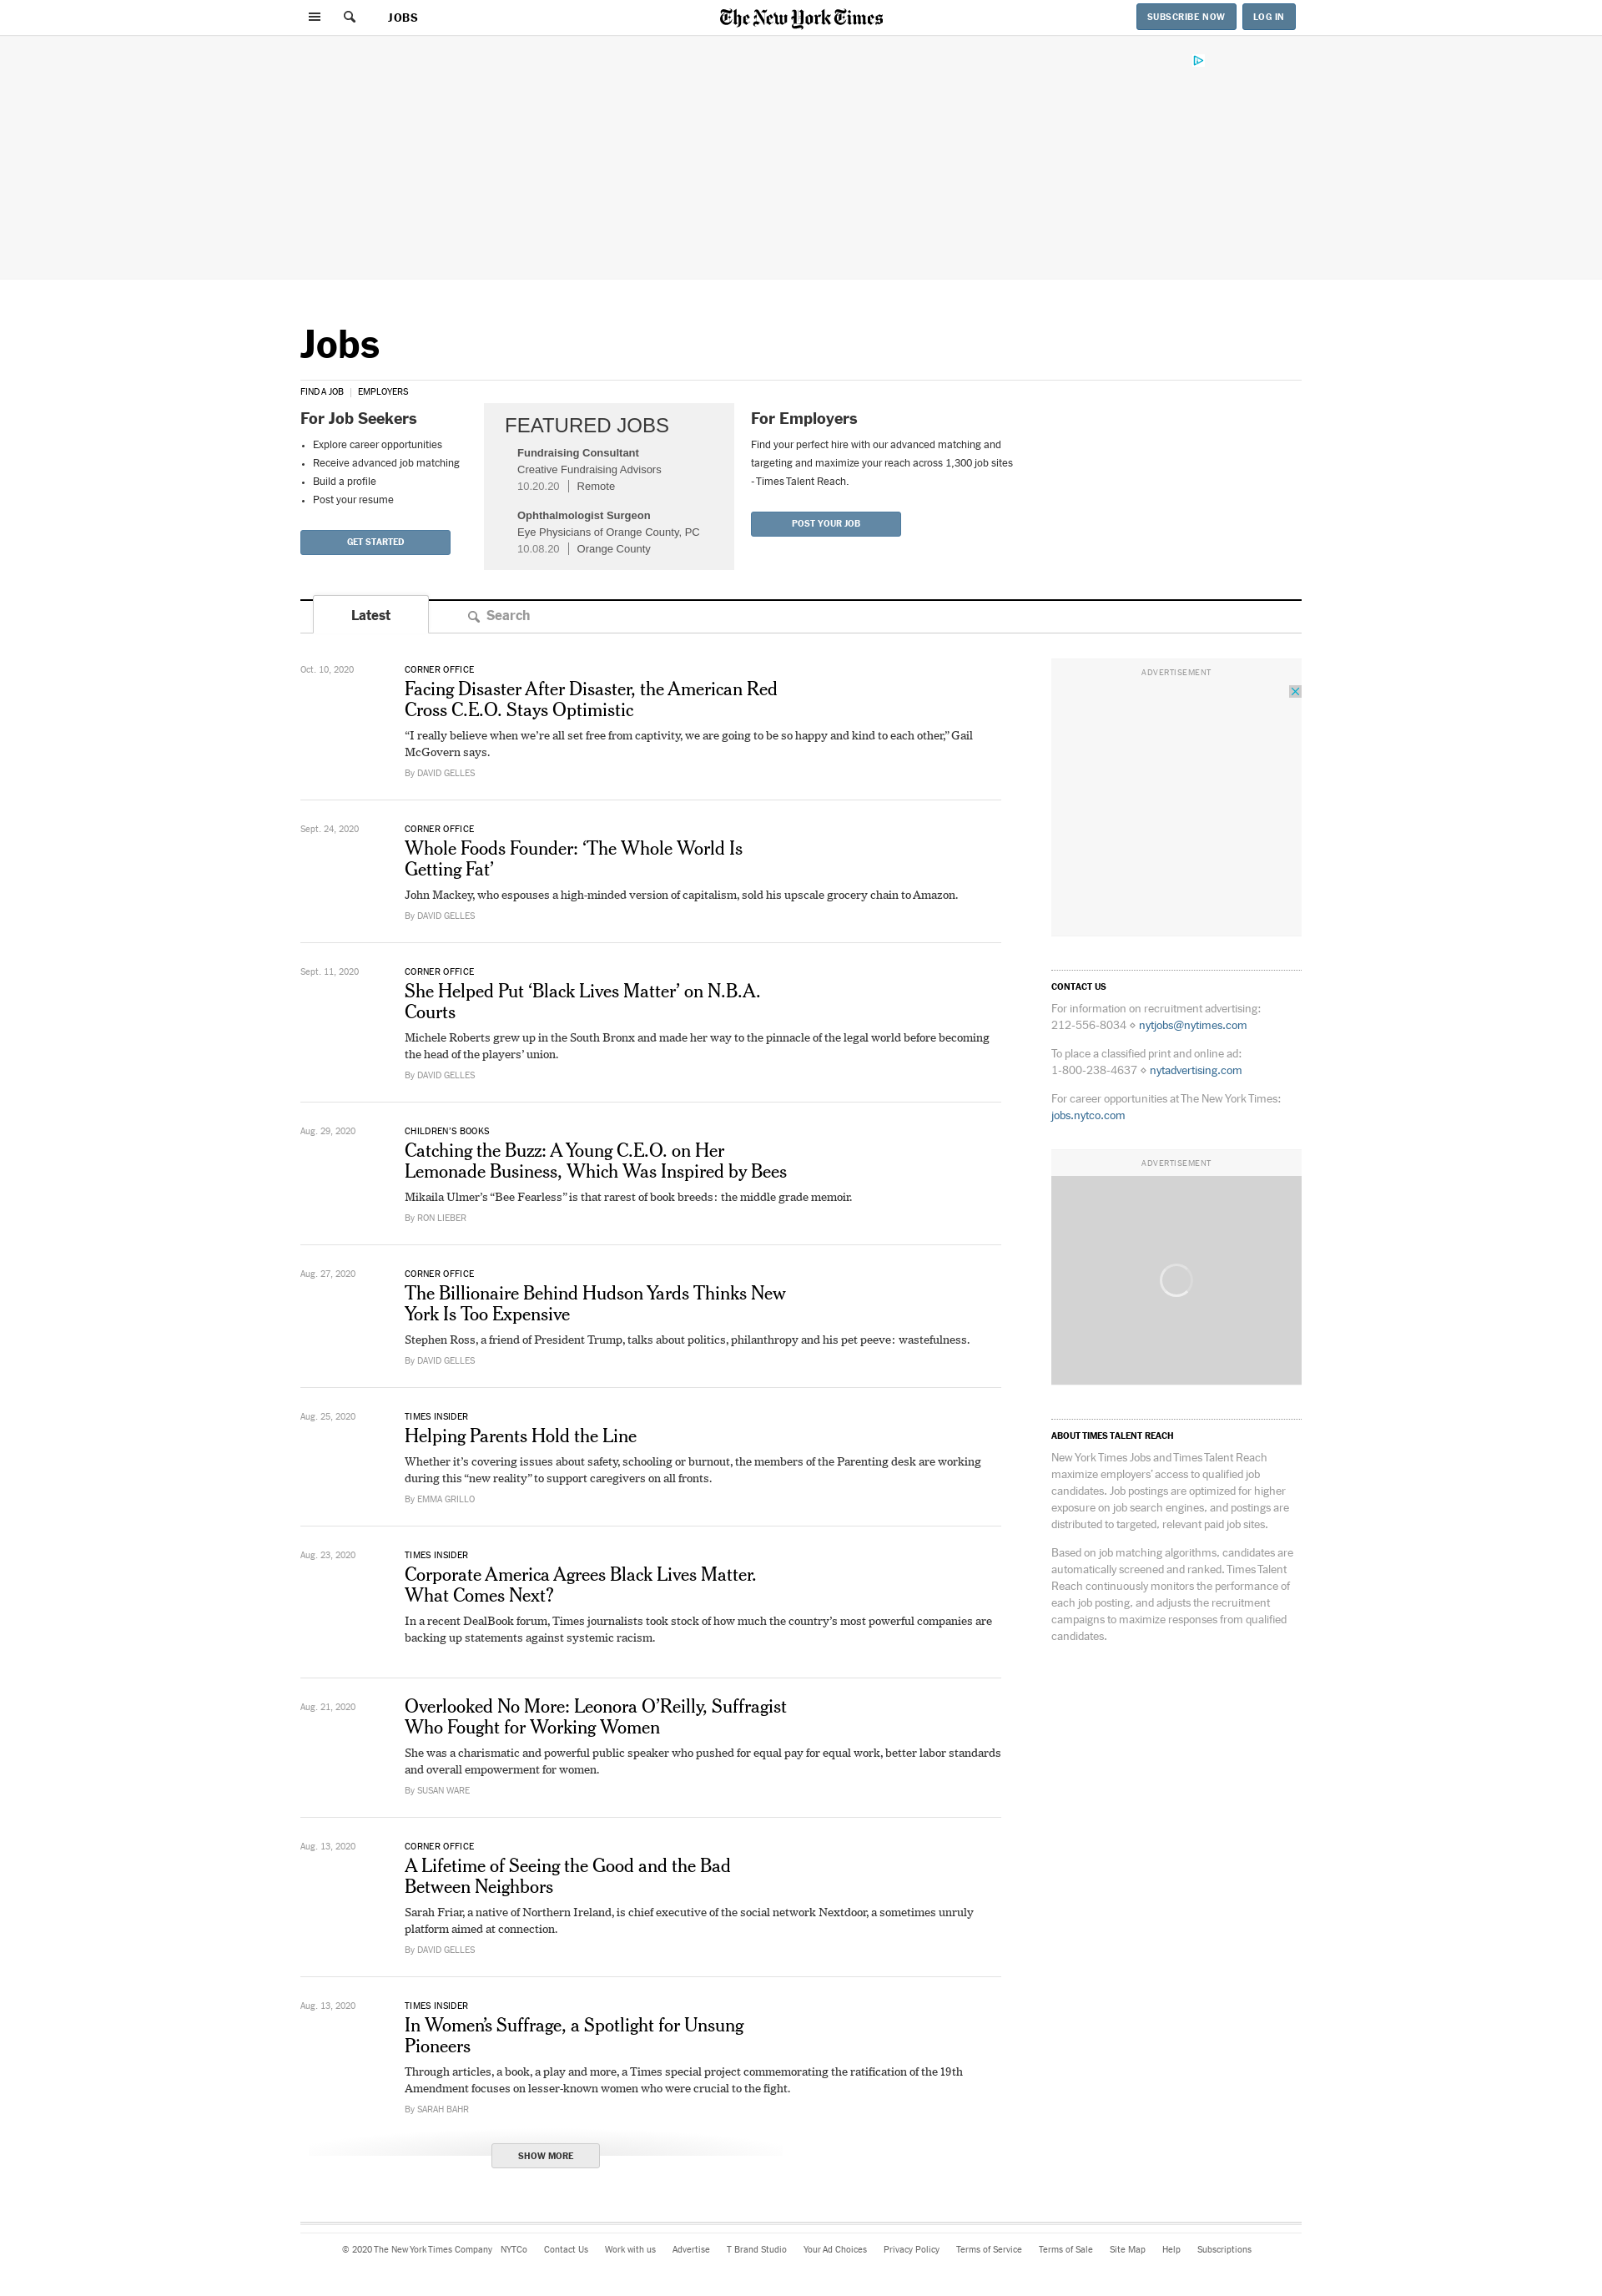 JOBS
The New York Times
SUBSCRIBE NOW
LOG IN
Jobs
FIND A JOB | EMPLOYERS
For Job Seekers
• Explore career opportunities
• Receive advanced job matching
• Build a profile
• Post your resume
GET STARTED
FEATURED JOBS
Fundraising Consultant
Creative Fundraising Advisors
10.20.20 | Remote
Ophthalmologist Surgeon
Eye Physicians of Orange County, PC
10.08.20 | Orange County
For Employers
Find your perfect hire with our advanced matching and
targeting and maximize your reach across 1,300 job sites
- Times Talent Reach.
POST YOUR JOB
Latest
Search
Oct. 10, 2020
CORNER OFFICE
Facing Disaster After Disaster, the American Red
Cross C.E.O. Stays Optimistic
“I really believe when we’re all set free from captivity, we are going to be so happy and kind to each other,” Gail
McGovern says.
By DAVID GELLES
Sept. 24, 2020
CORNER OFFICE
Whole Foods Founder: ‘The Whole World Is
Getting Fat’
John Mackey, who espouses a high-minded version of capitalism, sold his upscale grocery chain to Amazon.
By DAVID GELLES
Sept. 11, 2020
CORNER OFFICE
She Helped Put ‘Black Lives Matter’ on N.B.A.
Courts
Michele Roberts grew up in the South Bronx and made her way to the pinnacle of the legal world before becoming
the head of the players’ union.
By DAVID GELLES
Aug. 29, 2020
CHILDREN’S BOOKS
Catching the Buzz: A Young C.E.O. on Her
Lemonade Business, Which Was Inspired by Bees
Mikaila Ulmer’s “Bee Fearless” is that rarest of book breeds: the middle grade memoir.
By RON LIEBER
Aug. 27, 2020
CORNER OFFICE
The Billionaire Behind Hudson Yards Thinks New
York Is Too Expensive
Stephen Ross, a friend of President Trump, talks about politics, philanthropy and his pet peeve: wastefulness.
By DAVID GELLES
Aug. 25, 2020
TIMES INSIDER
Helping Parents Hold the Line
Whether it’s covering issues about safety, schooling or burnout, the members of the Parenting desk are working
during this “new reality” to support caregivers on all fronts.
By EMMA GRILLO
Aug. 23, 2020
TIMES INSIDER
Corporate America Agrees Black Lives Matter.
What Comes Next?
In a recent DealBook forum, Times journalists took stock of how much the country’s most powerful companies are
backing up statements against systemic racism.
Aug. 21, 2020
Overlooked No More: Leonora O’Reilly, Suffragist
Who Fought for Working Women
She was a charismatic and powerful public speaker who pushed for equal pay for equal work, better labor standards
and overall empowerment for women.
By SUSAN WARE
Aug. 13, 2020
CORNER OFFICE
A Lifetime of Seeing the Good and the Bad
Between Neighbors
Sarah Friar, a native of Northern Ireland, is chief executive of the social network Nextdoor, a sometimes unruly
platform aimed at connection.
By DAVID GELLES
Aug. 13, 2020
TIMES INSIDER
In Women’s Suffrage, a Spotlight for Unsung
Pioneers
Through articles, a book, a play and more, a Times special project commemorating the ratification of the 19th
Amendment focuses on lesser-known women who were crucial to the fight.
By SARAH BAHR
SHOW MORE
ADVERTISEMENT
CONTACT US
For information on recruitment advertising:
212-556-8034 ⋄ nytjobs@nytimes.com
To place a classified print and online ad:
1-800-238-4637 ⋄ nytadvertising.com
For career opportunities at The New York Times:
jobs.nytco.com
ADVERTISEMENT
ABOUT TIMES TALENT REACH
New York Times Jobs and Times Talent Reach
maximize employers’ access to qualified job
candidates. Job postings are optimized for higher
exposure on job search engines, and postings are
distributed to targeted, relevant paid job sites.
Based on job matching algorithms, candidates are
automatically screened and ranked. Times Talent
Reach continuously monitors the performance of
each job posting, and adjusts the recruitment
campaigns to maximize responses from qualified
candidates.
© 2020 The New York Times Company NYTCo Contact Us Work with us Advertise T Brand Studio Your Ad Choices Privacy Policy Terms of Service Terms of Sale Site Map Help Subscriptions